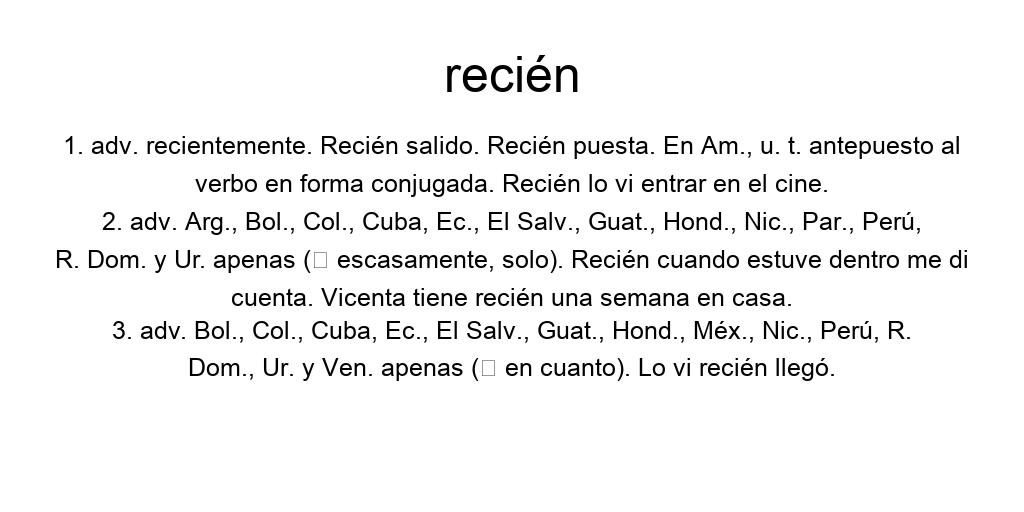 recién
1. adv. recientemente. Recién salido. Recién puesta. En Am., u. t. antepuesto al
verbo en forma conjugada. Recién lo vi entrar en el cine.
2. adv. Arg., Bol., Col., Cuba, Ec., El Salv., Guat., Hond., Nic., Par., Perú,
R. Dom. y Ur. apenas (▯ escasamente, solo). Recién cuando estuve dentro me di
cuenta. Vicenta tiene recién una semana en casa.
3. adv. Bol., Col., Cuba, Ec., El Salv., Guat., Hond., Méx., Nic., Perú, R.
Dom., Ur. y Ven. apenas (▯ en cuanto). Lo vi recién llegó.